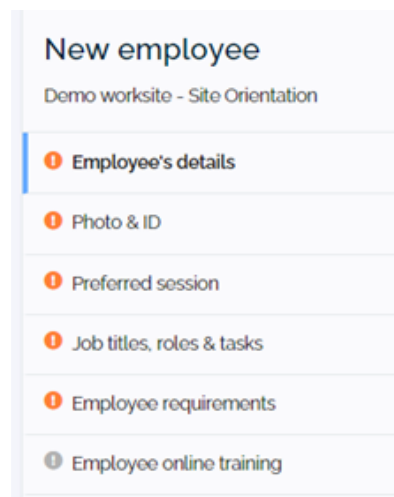 New employee
Demo worksite - Site Orientation
Employee's details
Photo & ID
Preferred session
Job titles, roles & tasks
Employee requirements
Employee online training